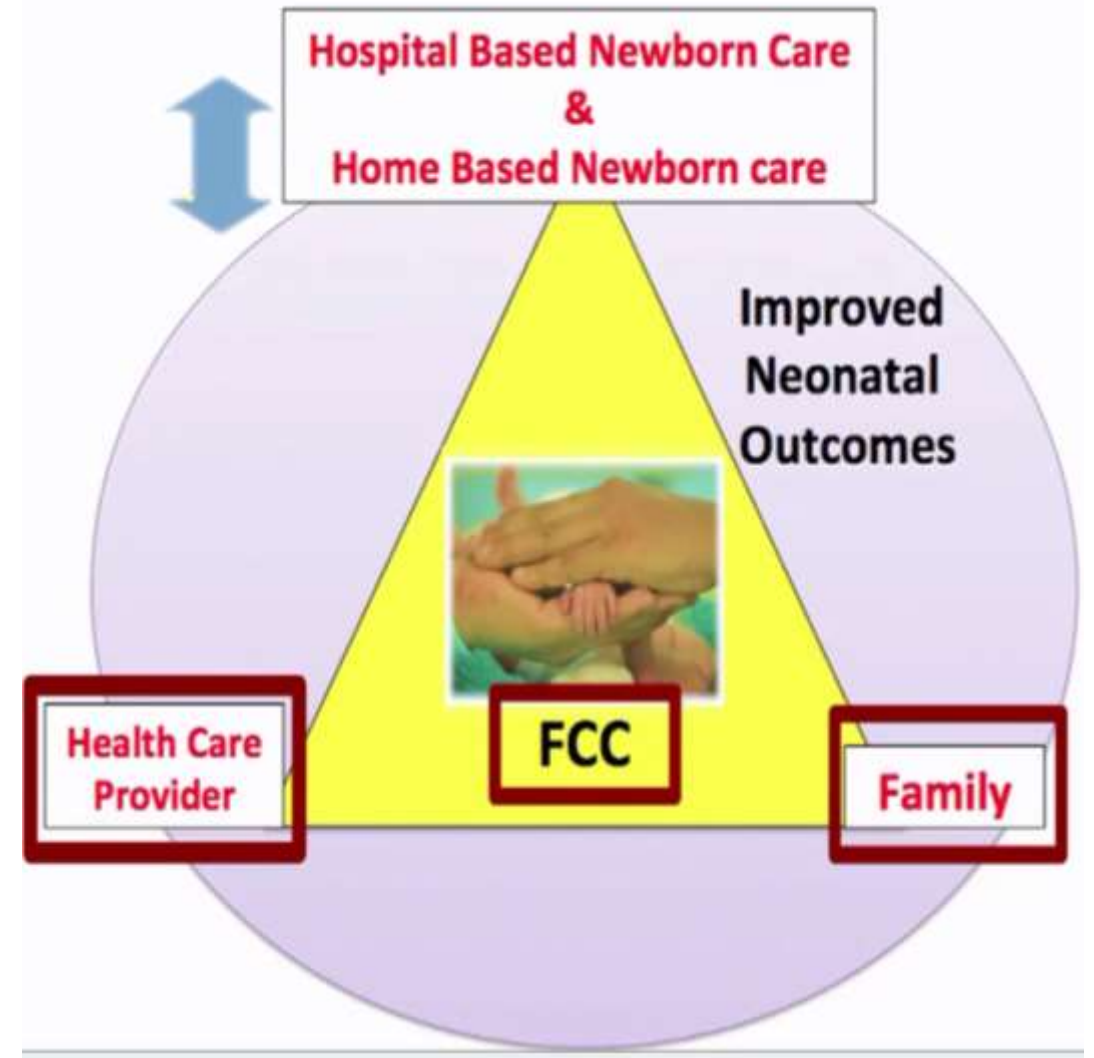 Hospital Based Newborn Care
&
Home Based Newborn care
Improved
Neonatal
Outcomes
FCC
Health Care
Provider
Family